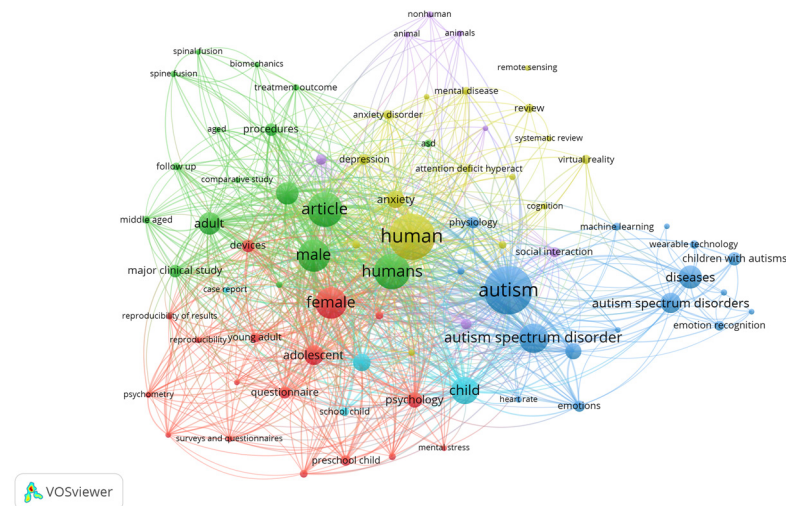 nonhuman
animal
animals
spinal fusion
biomechanics
spine fusion
remote sensing
treatment outcome
mental disease
review
anxiety disorder
aged
procedures
asd
systematic review
depression
virtual reality
follow up
attention deficit hyperact
comparative study
anxiety
cognition
article
middle aged
adult
physiology
machine learning
human
devices
wearable technology
male
social interaction
children with autisms
major clinical study
humans
diseases
case report
autism
female
autism spectrum disorders
reproducibility of results
emotion recognition
reproducibility
young adult
autism spectrum disorder
adolescent
psychometry
questionnaire
child
psychology
heart rate
school child
emotions
surveys and questionnaires
mental stress
preschool child
VOSviewer